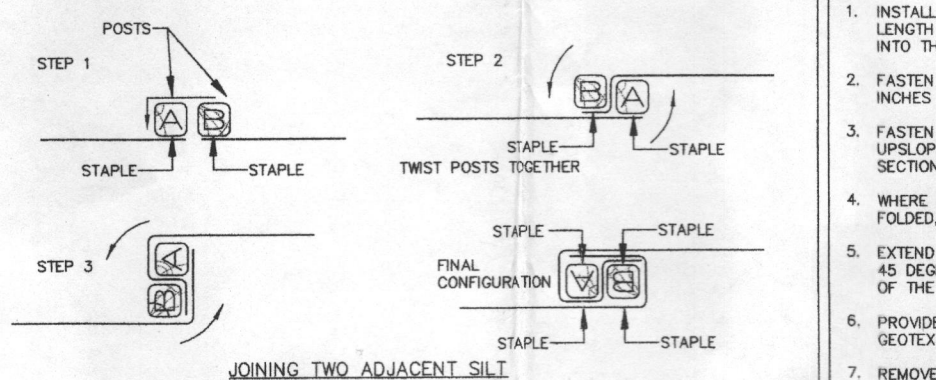 POSTS
STEP 1
A B
STAPLE
STAPLE
STEP 2
B A
STAPLE
STAPLE
TWIST POSTS TOGETHER
STEP 3
A
B
STAPLE
STAPLE
FINAL
CONFIGURATION
A B
STAPLE
STAPLE
JOINING TWO ADJACENT SILT
1. INSTALL
LENGTH
INTO TH
2. FASTEN
INCHES
3. FASTEN
UPSLOP
SECTION
4. WHERE
FOLDED,
5. EXTEND
45 DEG
OF THE
6. PROVIDE
GEOTEX
7. REMOVE